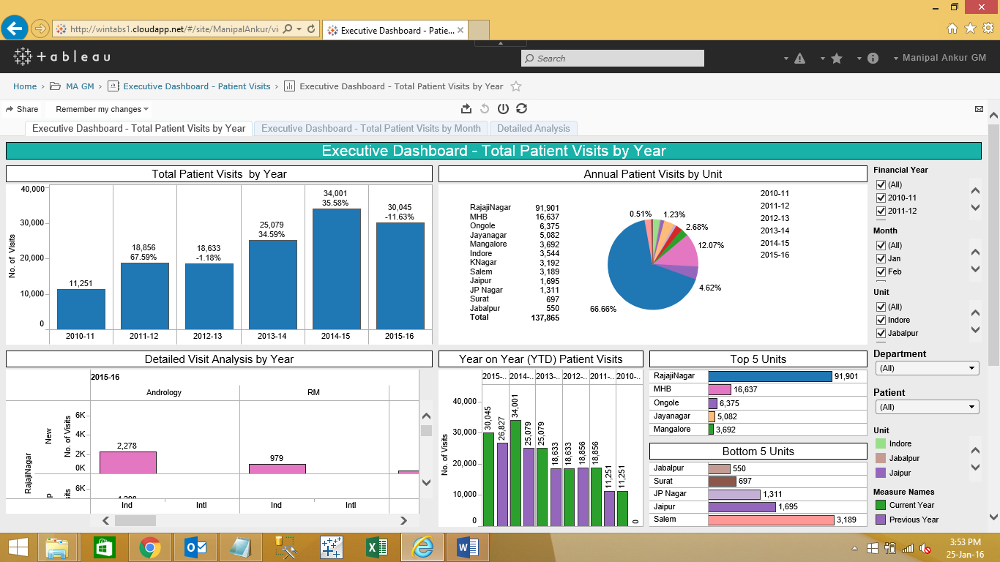 http://wintabs1.cloudapp.net/#/site/ManipalAnkur/vi
Executive Dashboard - Patie...
+ a b l e a u
Search
Manipal Ankur GM
Home > MA GM > Executive Dashboard - Patient Visits > Executive Dashboard - Total Patient Visits by Year
Share Remember my changes
Executive Dashboard - Total Patient Visits by Year Executive Dashboard - Total Patient Visits by Month Detailed Analysis
Executive Dashboard - Total Patient Visits by Year
Total Patient Visits by Year
No. of Visits
40,000
30,000
20,000
10,000
0
11,251
18,856
67.59%
18,633
-1.18%
25,079
34.59%
34,001
35.58%
30,045
-11.63%
2010-11 2011-12 2012-13 2013-14 2014-15 2015-16
Annual Patient Visits by Unit
RajajiNagar 91,901
MHB 16,637
Ongole 6,375
Jayanagar 5,082
Mangalore 3,692
Indore 3,544
KNagar 3,192
Salem 3,189
Jaipur 1,695
JP Nagar 1,311
Surat 697
Jabalpur 550
Total 137,865
0.51% 1.23%
2.68%
12.07%
4.62%
66.66%
2010-11
2011-12
2012-13
2013-14
2014-15
2015-16
Financial Year
(All)
2010-11
2011-12
Month
(All)
Jan
Feb
Unit
(All)
Indore
Jabalpur
Department
(All)
Patient
(All)
Unit
Indore
Jabalpur
Jaipur
Measure Names
Current Year
Previous Year
Detailed Visit Analysis by Year
2015-16
Andrology RM
RajajiNagar
New
No. of Visits
6K
4K
2K
0K
2,278
979
6K
Ind Intl Ind Intl
Year on Year (YTD) Patient Visits
2015-.. 2014-.. 2013-.. 2012-.. 2011-.. 2010-..
No. of Visits
40,000
30,000
20,000
10,000
0
30,045
26,827
34,001
25,079
25,079
18,633
18,633
18,856
18,856
11,251
11,251
0
Top 5 Units
RajajiNagar 91,901
MHB 16,637
Ongole 6,375
Jayanagar 5,082
Mangalore 3,692
Bottom 5 Units
Jabalpur 550
Surat 697
JP Nagar 1,311
Jaipur 1,695
Salem 3,189
3:53 PM
25-Jan-16